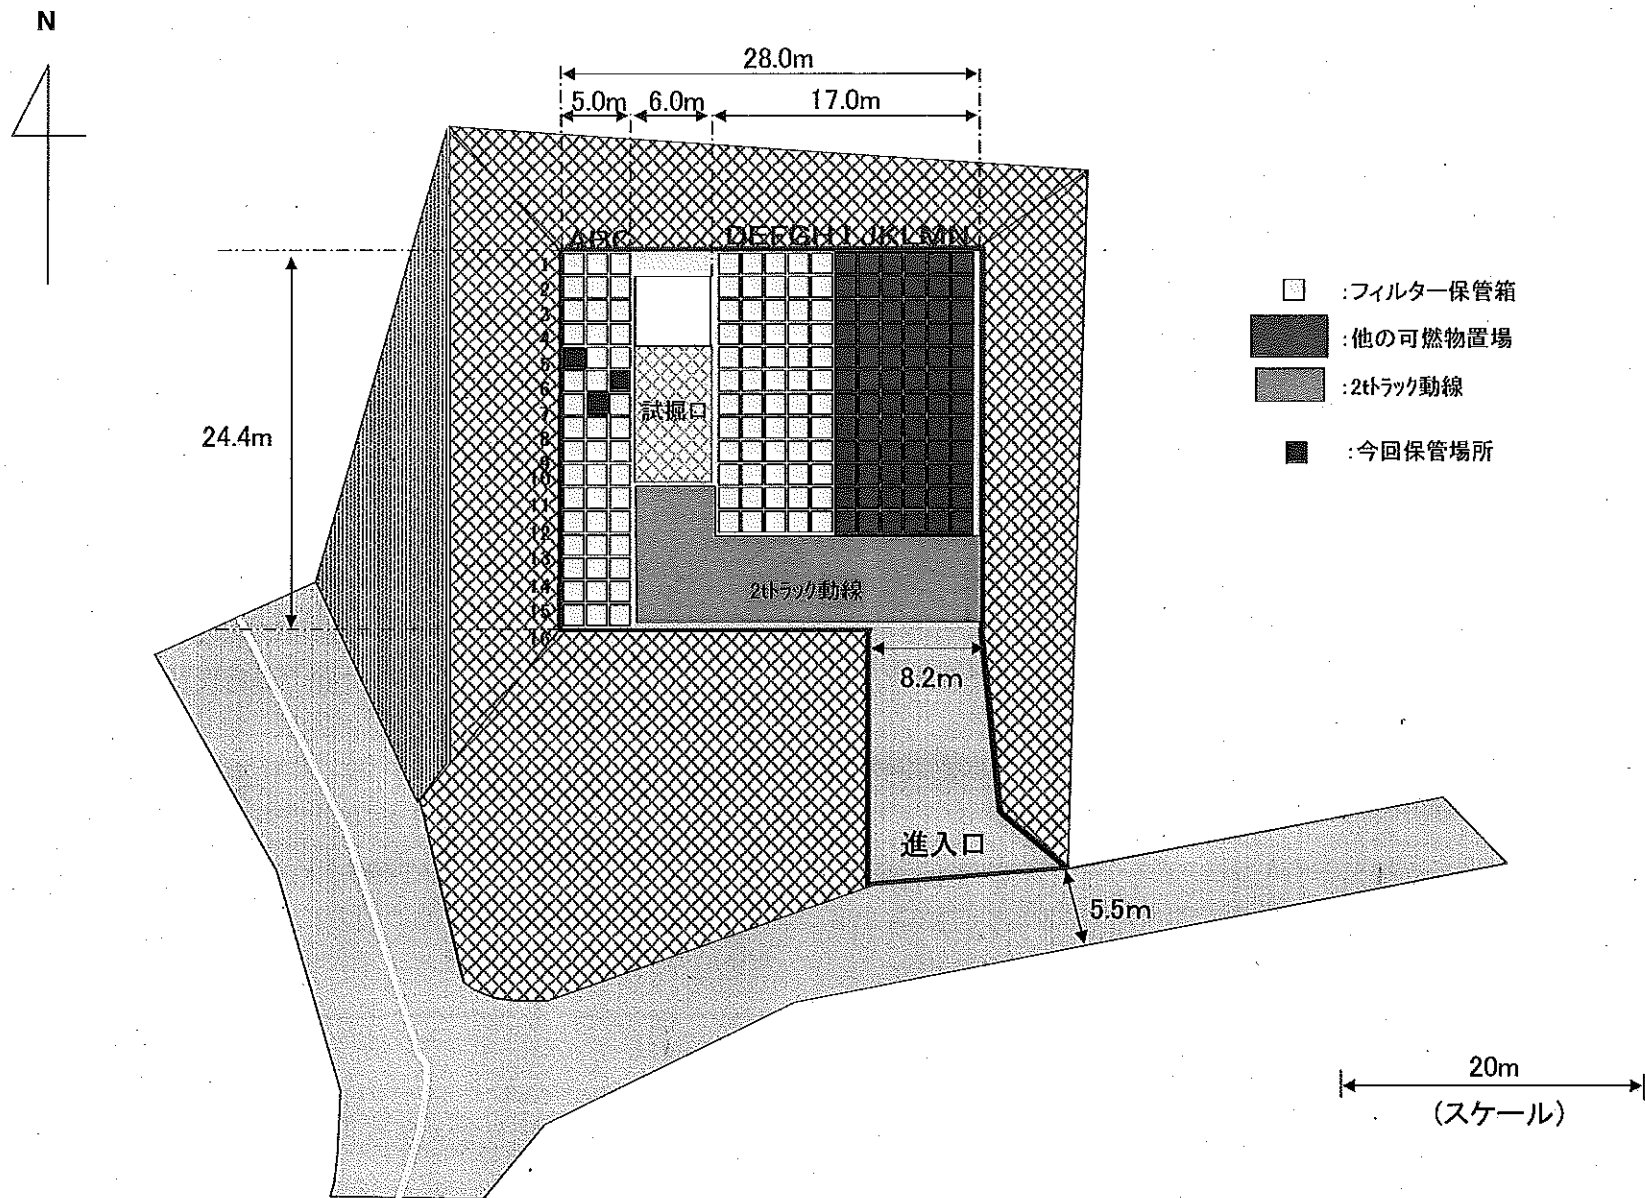 N
28.0m
5.0m 6.0m 17.0m
ABC DEFGHIJKLMN
1
2
3
4
5
6
7
8
9
10
11
12
13
14
15
16
24.4m
試掘口
2tトラック動線
8.2m
進入口
5.5m
:フィルター保管箱
:他の可燃物置場
:2tトラック動線
:今回保管場所
20m
(スケール)